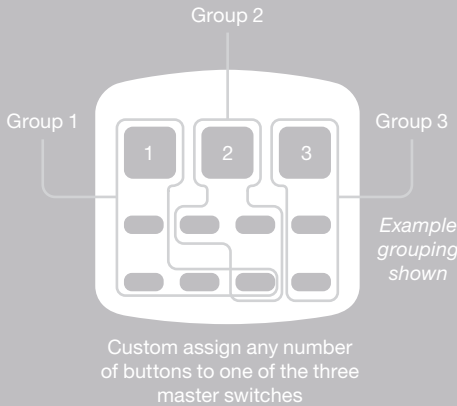 Group 2
Group 1
Group 3
1
2
3
Example
grouping
shown
Custom assign any number
of buttons to one of the three
master switches